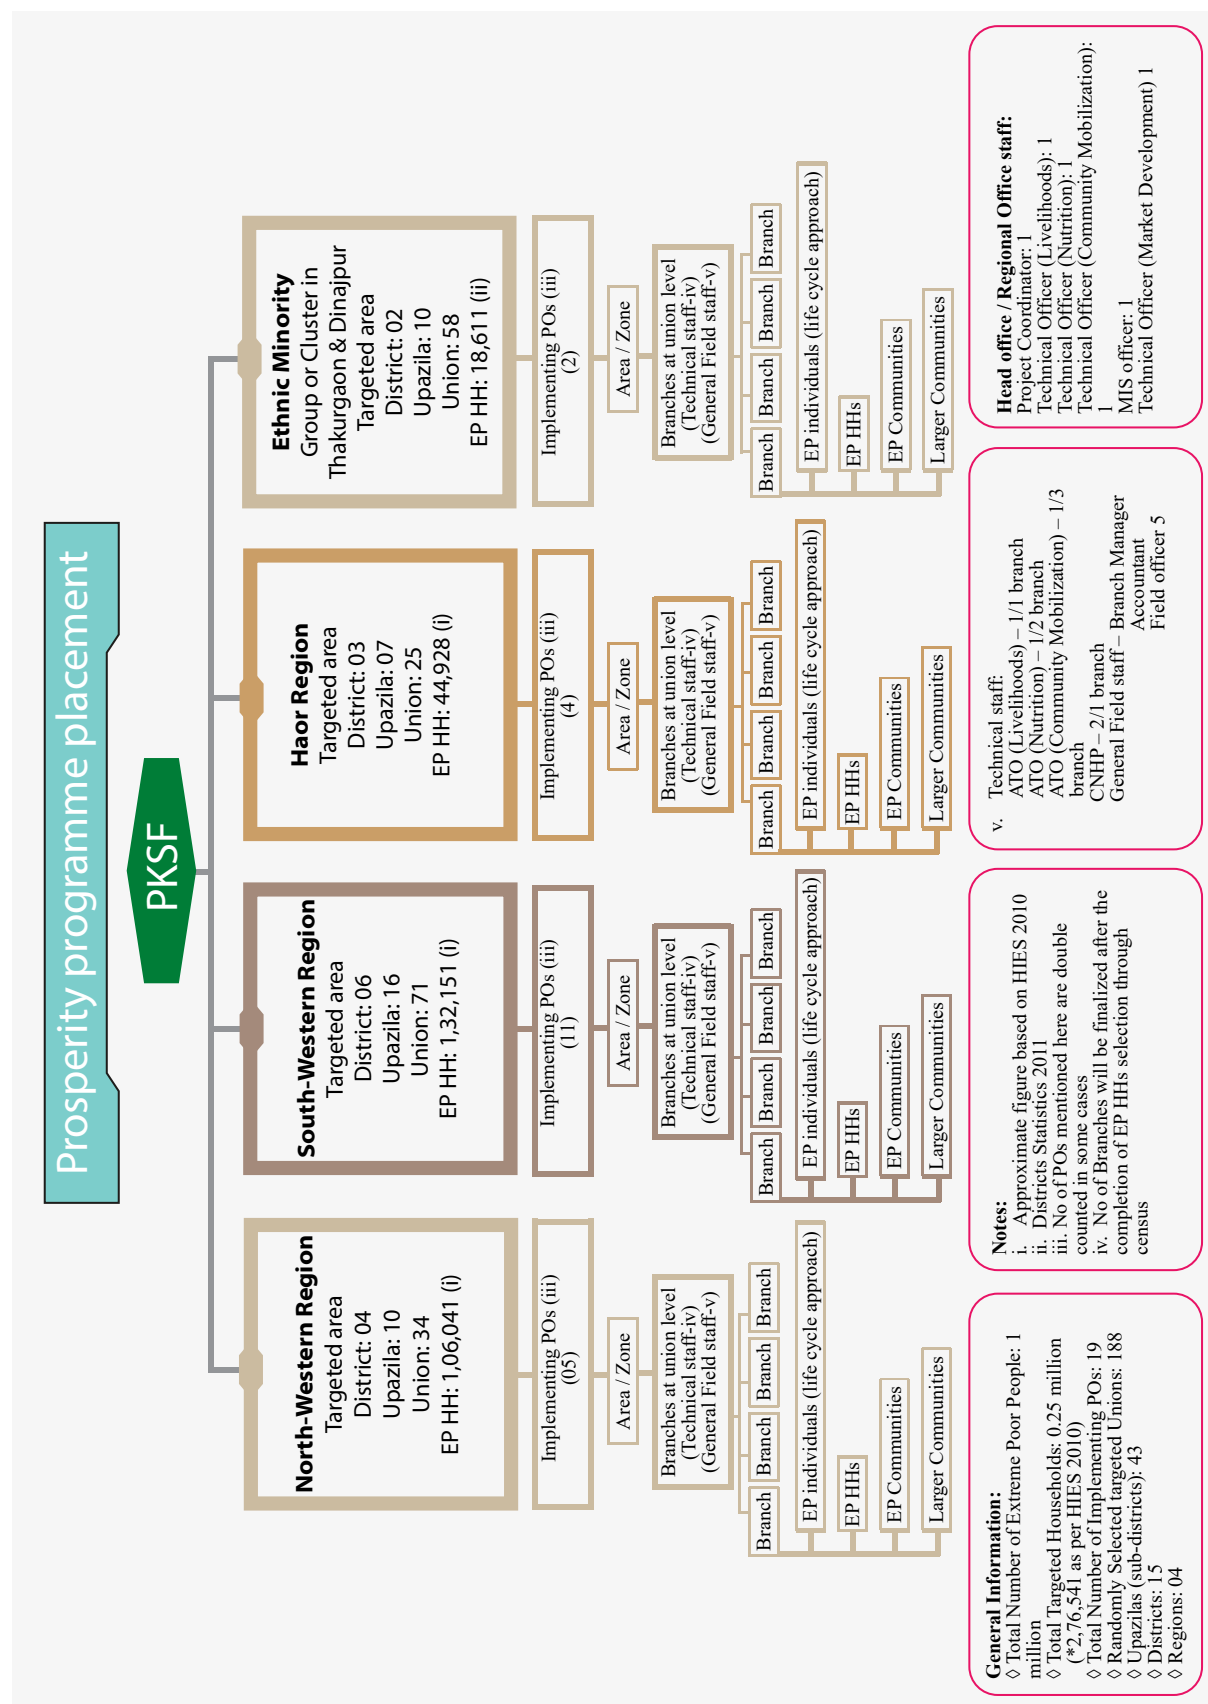 Prosperity programme placement
PKSF
North-Western Region
Targeted area
District: 04
Upazila: 10
Union: 34
EP HH: 1,06,041 (i)
Implementing POs (iii)
(05)
Area / Zone
Branches at union level
(Technical staff-iv)
(General Field staff-v)
Branch
Branch
Branch
Branch
EP individuals (life cycle approach)
EP HHs
EP Communities
Larger Communities
South-Western Region
Targeted area
District: 06
Upazila: 16
Union: 71
EP HH: 1,32,151 (i)
Implementing POs (iii)
(11)
Area / Zone
Branches at union level
(Technical staff-iv)
(General Field staff-v)
Branch
Branch
Branch
Branch
EP individuals (life cycle approach)
EP HHs
EP Communities
Larger Communities
Haor Region
Targeted area
District: 03
Upazila: 07
Union: 25
EP HH: 44,928 (i)
Implementing POs (iii)
(4)
Area / Zone
Branches at union level
(Technical staff-iv)
(General Field staff-v)
Branch
Branch
Branch
Branch
EP individuals (life cycle approach)
EP HHs
EP Communities
Larger Communities
Ethnic Minority
Group or Cluster in
Thakurgaon & Dinajpur
Targeted area
District: 02
Upazila: 10
Union: 58
EP HH: 18,611 (ii)
Implementing POs (iii)
(2)
Area / Zone
Branches at union level
(Technical staff-iv)
(General Field staff-v)
Branch
Branch
Branch
Branch
EP individuals (life cycle approach)
EP HHs
EP Communities
Larger Communities
General Information:
◊ Total Number of Extreme Poor People: 1
million
◊ Total Targeted Households: 0.25 million
(*2,76,541 as per HIES 2010)
◊ Total Number of Implementing POs: 19
◊ Randomly Selected targeted Unions: 188
◊ Upazilas (sub-districts): 43
◊ Districts: 15
◊ Regions: 04
Notes:
i. Approximate figure based on HIES 2010
ii. Districts Statistics 2011
iii. No of POs mentioned here are double
counted in some cases
iv. No of Branches will be finalized after the
completion of EP HHs selection through
census
v. Technical staff:
ATO (Livelihoods) – 1/1 branch
ATO (Nutrition) – 1/2 branch
ATO (Community Mobilization) – 1/3
branch
CNHP – 2/1 branch
General Field staff – Branch Manager
Accountant
Field officer 5
Head office / Regional Office staff:
Project Coordinator: 1
Technical Officer (Livelihoods): 1
Technical Officer (Nutrition): 1
Technical Officer (Community Mobilization):
1
MIS officer: 1
Technical Officer (Market Development) 1